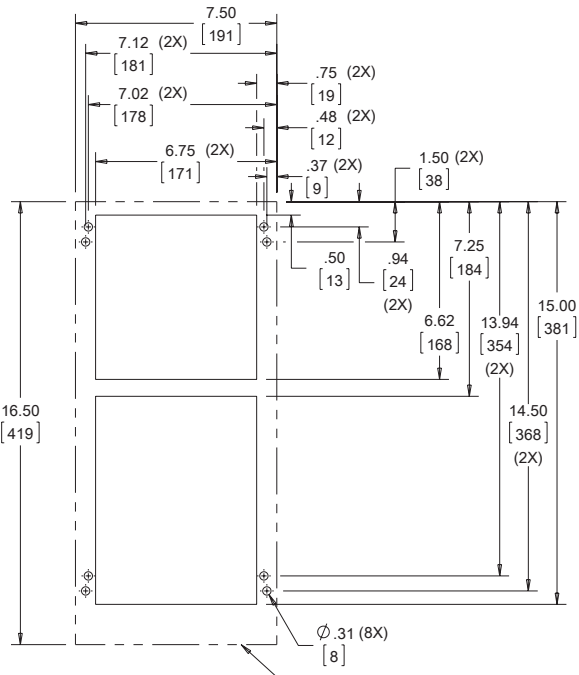 7.50
[191]
7.12 (2X)
[181]
.75 (2X)
[19]
7.02 (2X)
[178]
.48 (2X)
[12]
6.75 (2X)
[171]
.37 (2X)
[9]
1.50 (2X)
[38]
.50
[13]
.94
[24]
(2X)
7.25
[184]
6.62
[168]
13.94
[354]
(2X)
15.00
[381]
16.50
[419]
14.50
[368]
(2X)
Ø .31 (8X)
[8]